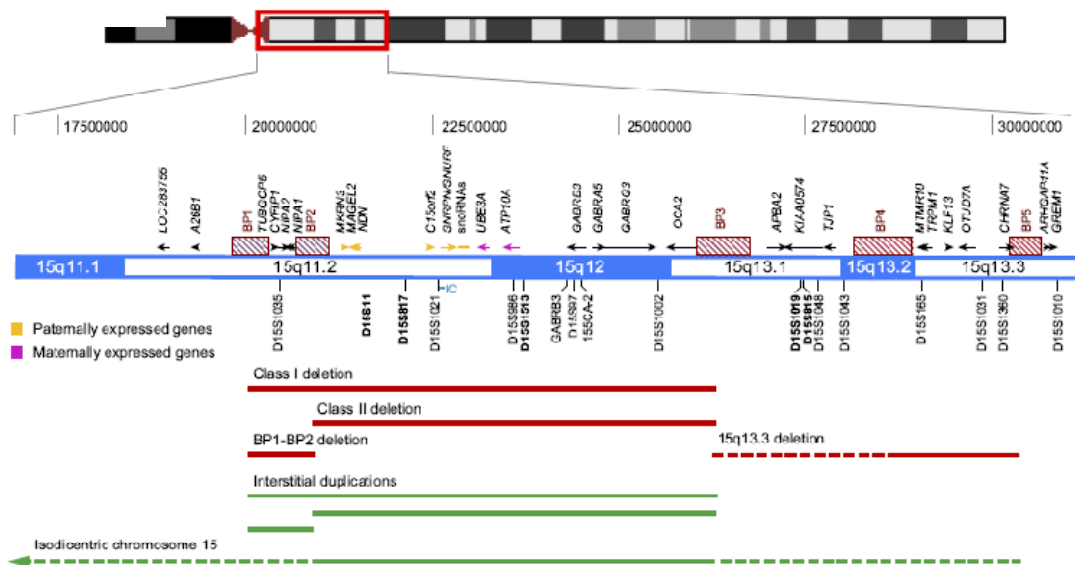 17500000 20000000 22500000 25000000 27500000 30000000
LOC283755 A26B1 BP1 TUBGCP5 CYFIP1 NIPA2 NIPA1 BP2 MKRN3 MAGEL2 NDN C15orf2 SNRPN/SNURF snoRNAs UBE3A ATP10A GABRB3 GABRA5 GABRG3 OCA2 BP3 APBA2 KIAA0574 TJP1 BP4 MTMR10 TRPM1 KLF13 OTUD7A CHRNA7 BP5 ARHGAP11A GREM1
15q11.1 15q11.2 15q12 15q13.1 15q13.2 15q13.3
IC
D15S1035 D15S11 D15S817 D15S1021 D15S986 D15S1513 GABRB3 D15S97 155CA-2 D15S1002 D15S1019 D15S815 D15S1048 D15S1043 D15S165 D15S1031 D15S1360 D15S1010
Paternally expressed genes
Maternally expressed genes
Class I deletion
Class II deletion
BP1-BP2 deletion 15q13.3 deletion
Interstitial duplications
Isodicentric chromosome 15